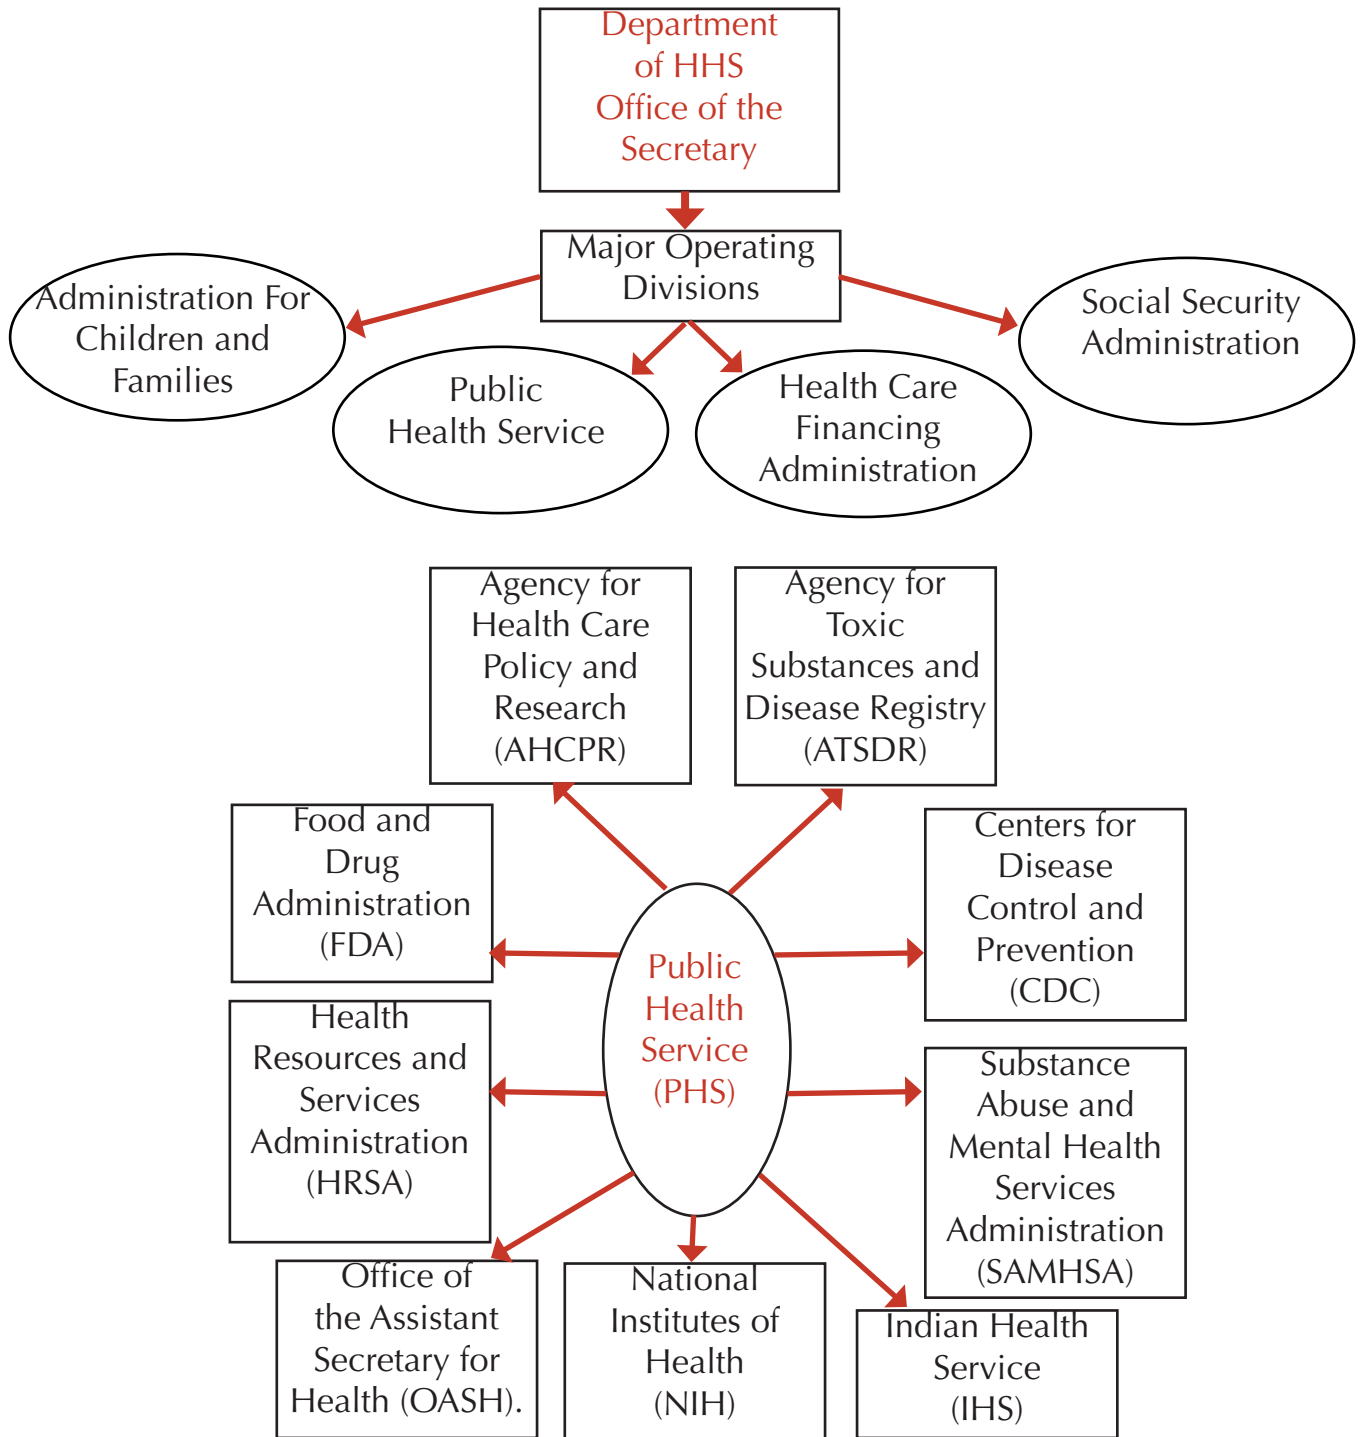 Department
of HHS
Office of the
Secretary
Major Operating
Divisions
Administration For
Children and
Families
Public
Health Service
Health Care
Financing
Administration
Social Security
Administration
Agency for
Health Care
Policy and
Research
(AHCPR)
Agency for
Toxic
Substances and
Disease Registry
(ATSDR)
Food and
Drug
Administration
(FDA)
Centers for
Disease
Control and
Prevention
(CDC)
Public
Health
Service
(PHS)
Health
Resources and
Services
Administration
(HRSA)
Substance
Abuse and
Mental Health
Services
Administration
(SAMHSA)
Office of
the Assistant
Secretary for
Health (OASH).
National
Institutes of
Health
(NIH)
Indian Health
Service
(IHS)